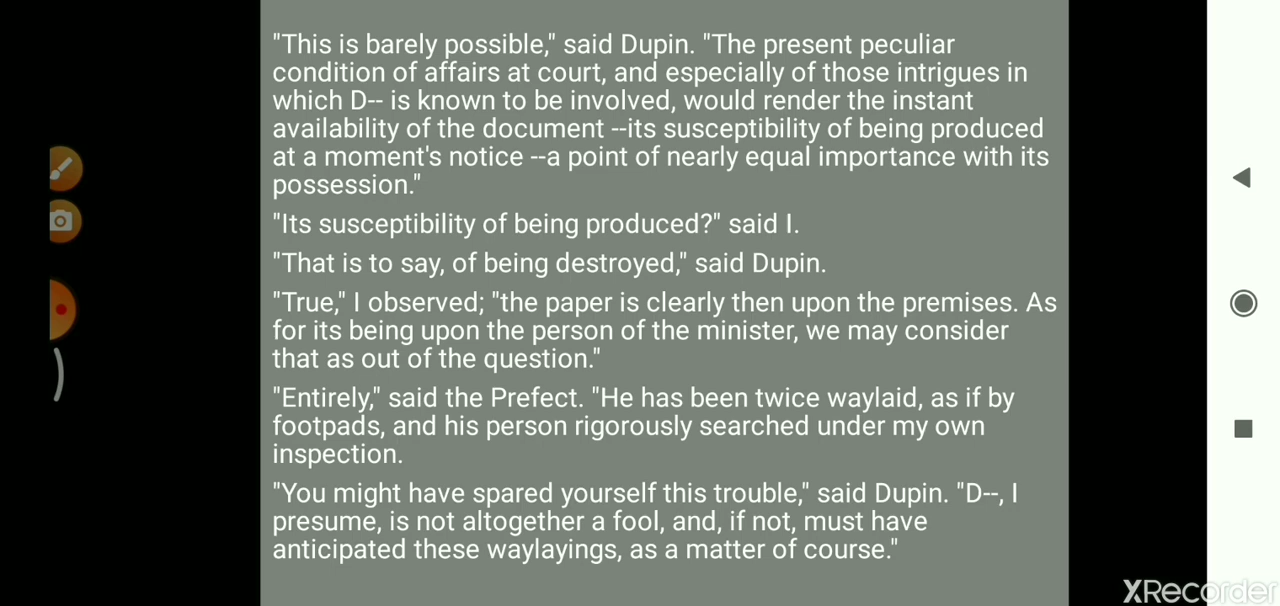 "This is barely possible," said Dupin. "The present peculiar
condition of affairs at court, and especially of those intrigues in
which D-- is known to be involved, would render the instant
availability of the document --its susceptibility of being produced
at a moment's notice --a point of nearly equal importance with its
possession."
"Its susceptibility of being produced?" said I.
"That is to say, of being destroyed," said Dupin.
"True," I observed; "the paper is clearly then upon the premises. As
for its being upon the person of the minister, we may consider
that as out of the question."
"Entirely," said the Prefect. "He has been twice waylaid, as if by
footpads, and his person rigorously searched under my own
inspection.
"You might have spared yourself this trouble," said Dupin. "D--, I
presume, is not altogether a fool, and, if not, must have
anticipated these waylayings, as a matter of course."
XRecorder